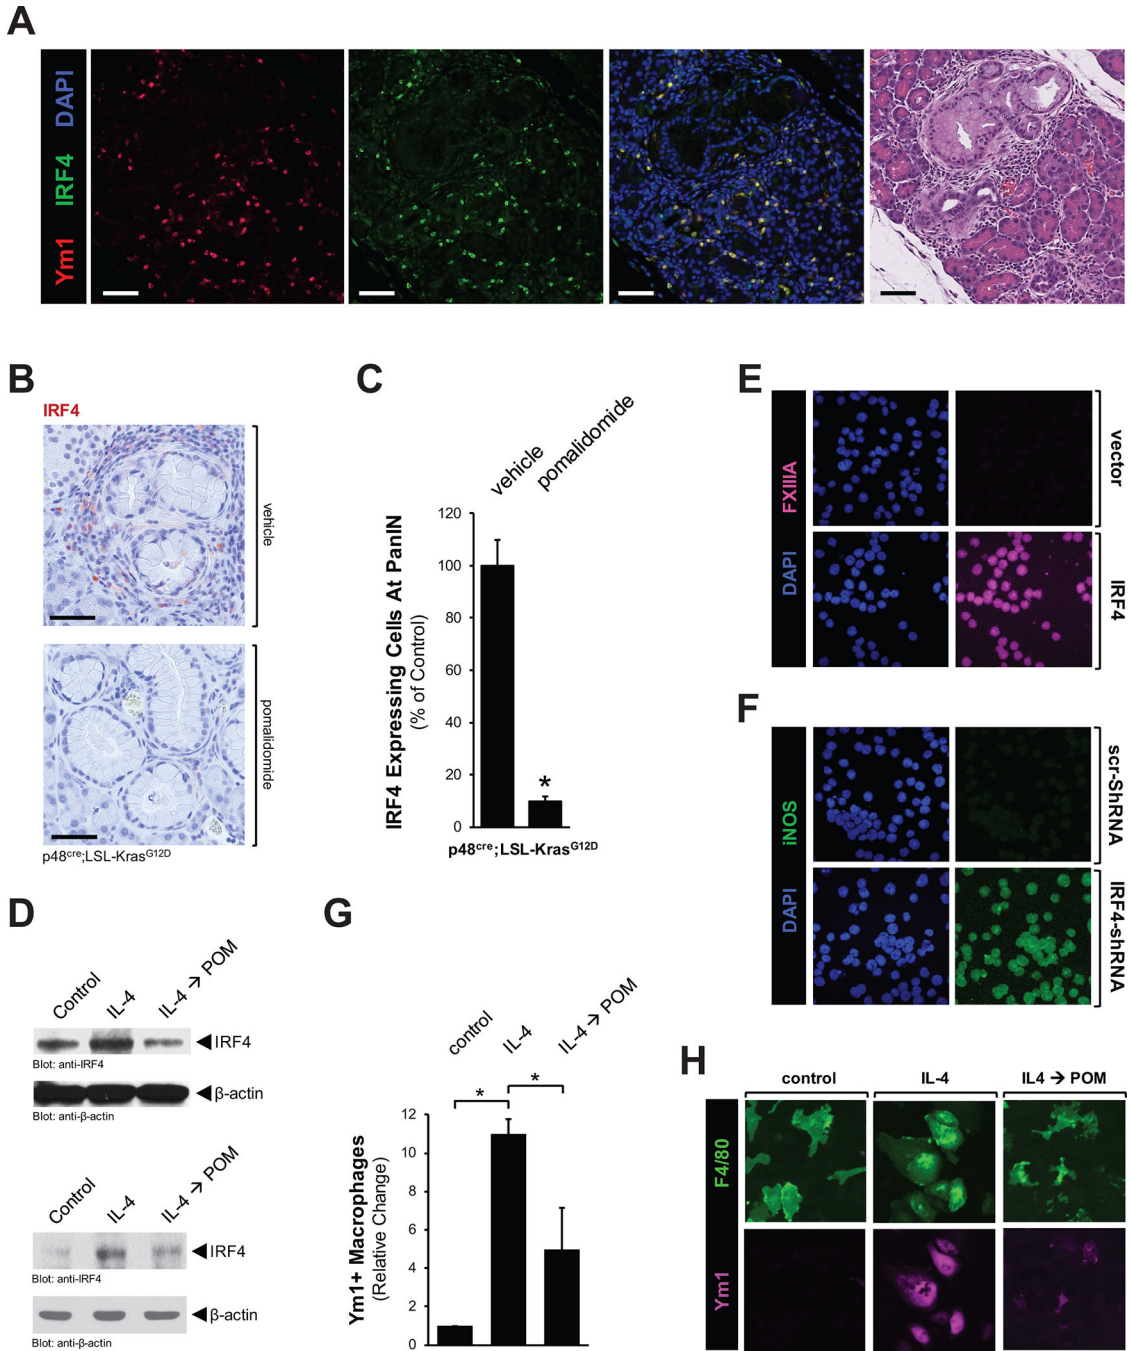 A
Ym1 IRF4 DAPI
B
IRF4
vehicle
pomalidomide
p48cre;LSL-KrasG12D
C
vehicle
pomalidomide
IRF4 Expressing Cells At PanIN
(% of Control)
120
100
80
60
40
20
0
*
p48cre;LSL-KrasG12D
D
Control
IL-4
IL-4 → POM
◀IRF4
Blot: anti-IRF4
◀β-actin
Blot: anti-β-actin
Control
IL-4
IL-4 → POM
◀IRF4
Blot: anti-IRF4
◀β-actin
Blot: anti-β-actin
E
DAPI FXIIIA
vector
IRF4
F
DAPI iNOS
scr-ShRNA
IRF4-shRNA
G
control
IL-4
IL-4 → POM
* *
Ym1+ Macrophages
(Relative Change)
12
10
8
6
4
2
0
H
control IL-4 IL4 → POM
F4/80
Ym1